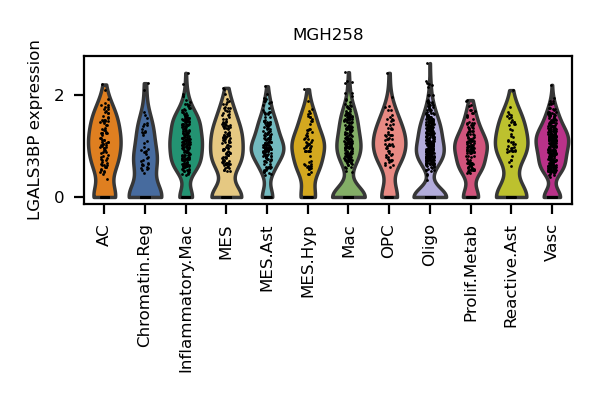 MGH258
LGALS3BP expression
2
0
AC
Chromatin.Reg
Inflammatory.Mac
MES
MES.Ast
MES.Hyp
Mac
OPC
Oligo
Prolif.Metab
Reactive.Ast
Vasc